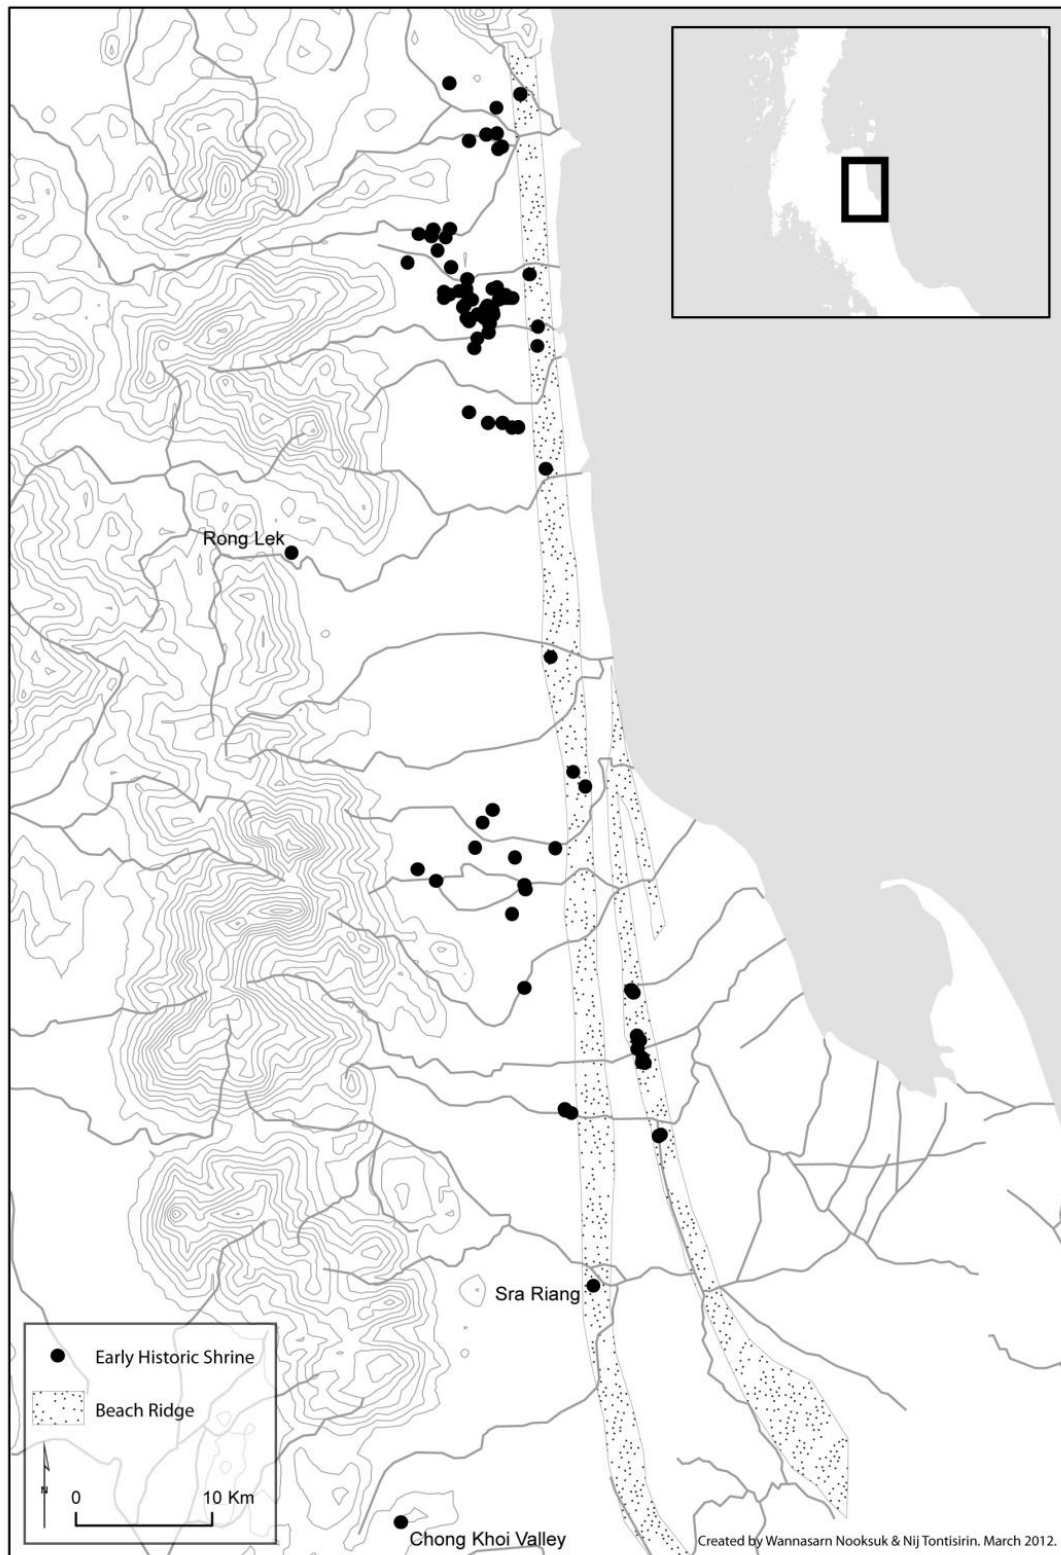 Rong Lek
Sra Riang
Early Historic Shrine
Beach Ridge
N
0 10 Km
Chong Khoi Valley
Created by Wannasarn Nooksuk & Nij Tontisirin. March 2012.